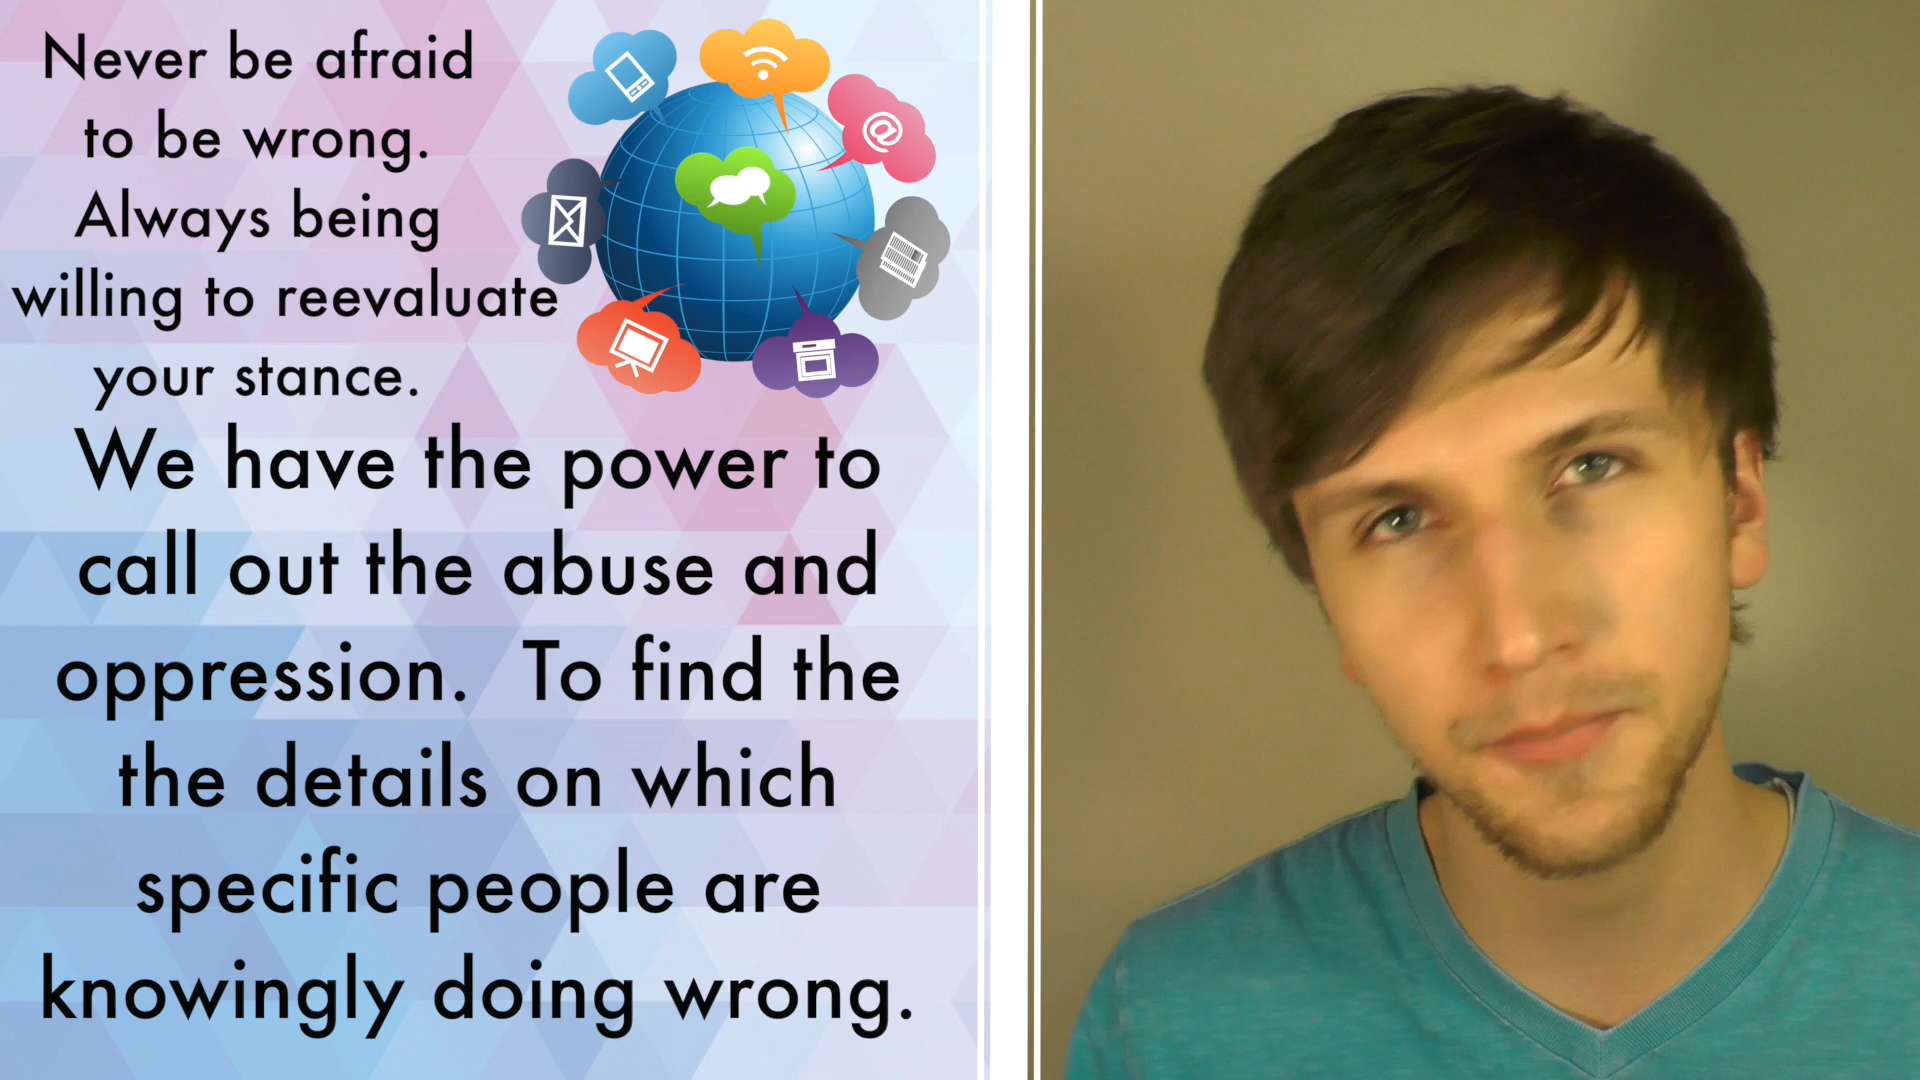 Never be afraid
to be wrong.
Always being
willing to reevaluate
your stance.
We have the power to
call out the abuse and
oppression.  To find the
the details on which
specific people are
knowingly doing wrong.
@